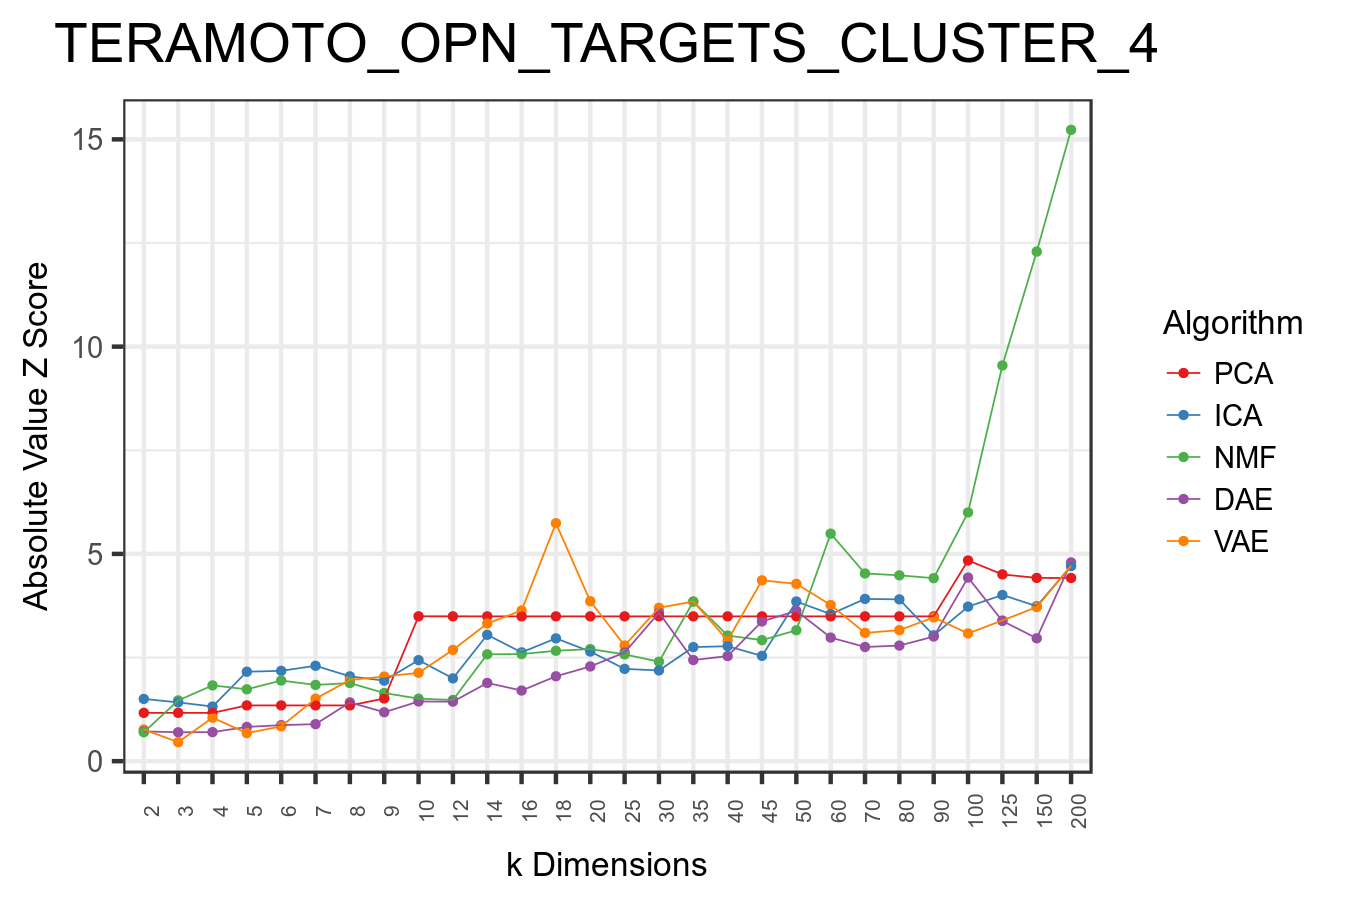 TERAMOTO_OPN_TARGETS_CLUSTER_4
15
10
5
0
Absolute Value Z Score
2 3 4 5 6 7 8 9 10 12 14 16 18 20 25 30 35 40 45 50 60 70 80 90 100 125 150 200
k Dimensions
Algorithm
PCA
ICA
NMF
DAE
VAE